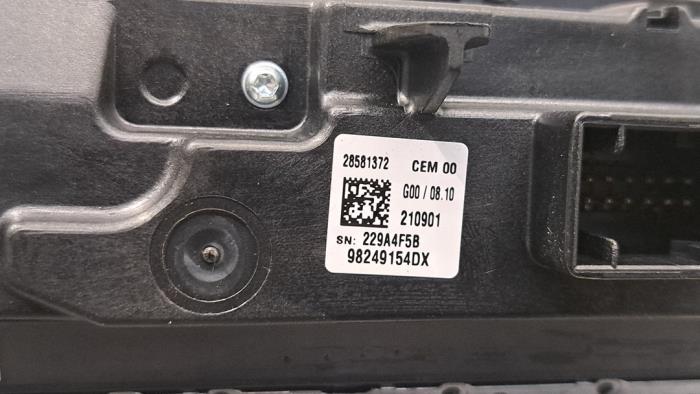 28581372 CEM 00
G00 / 08.10
210901
SN: 229A4F5B
98249154DX